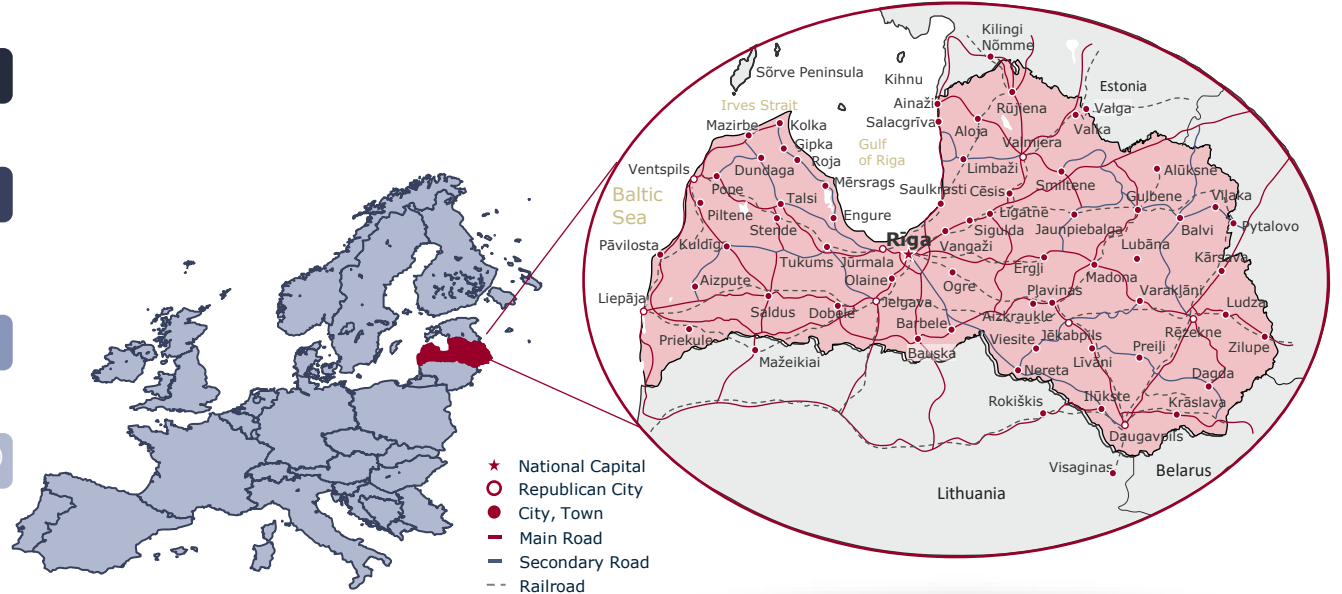 Kilingi
Nõmme
Sõrve Peninsula
Kihnu
Estonia
Irves Strait
Ainaži
Rūjiena
Valga
Mazirbe
Kolka
Salacgrīva
Aloja
Valka
Gipka
Gulf
of Riga
Valmiera
Roja
Ventspils
Dundaga
Limbaži
Alūksne
Baltic
Sea
Pope
Mērsrags
Saulkrasti
Cēsis
Smiltene
Talsi
Gulbene
Viļaka
Piltene
Engure
Līgatne
Stende
Sigulda
Jaunpiebalga
Balvi
Pytalovo
Rīga
Pāvilosta
Kuldīg
Vangaži
Lubāna
Tukums
Jūrmala
Ērgļi
Kārsava
Aizpute
Olaine
Ogre
Madona
Liepāja
Jelgava
Pļaviņas
Varakļāni
Ludza
Saldus
Dobele
Barbele
Aizkraukle
Jēkabpils
Rēzekne
Priekule
Bauska
Viesite
Preiļi
Zilupe
Mažeikiai
Līvāni
Nereta
Dagda
Rokiškis
Ilūkste
Krāslava
Daugavpils
Visaginas
Belarus
Lithuania
National Capital
Republican City
City, Town
Main Road
Secondary Road
Railroad